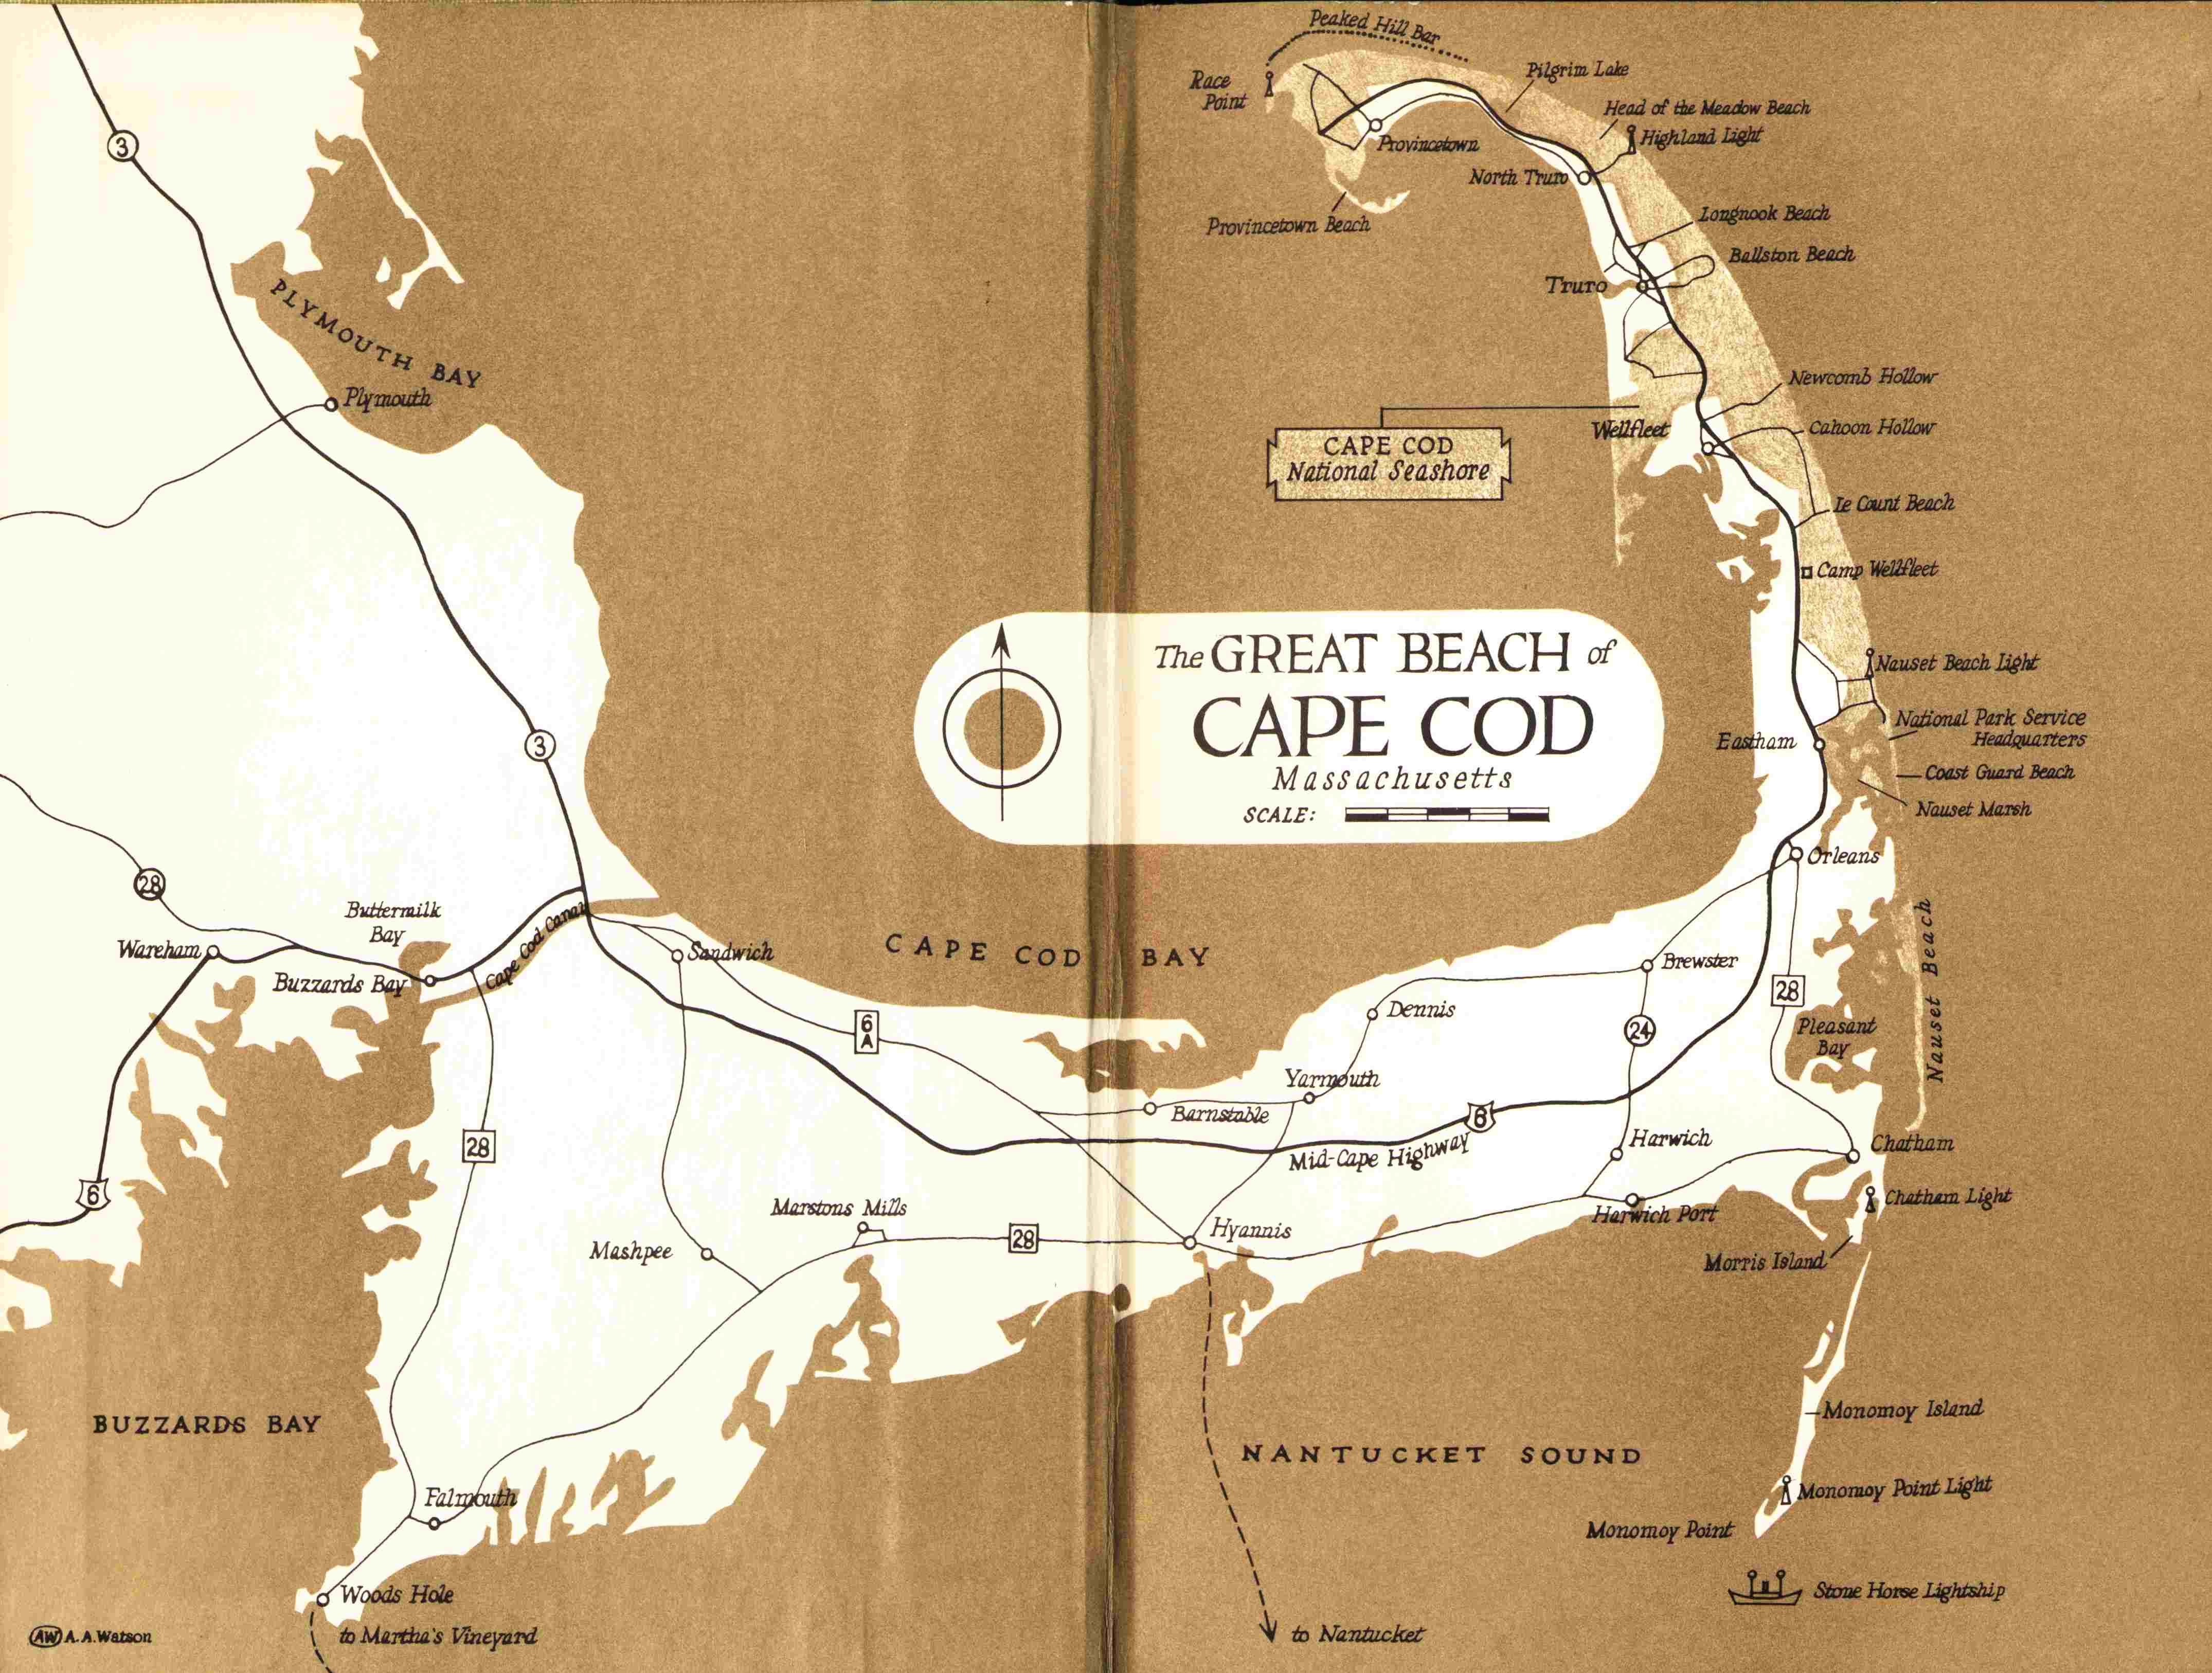 Peaked Hill Bar
Race
Point
Pilgrim Lake
Head of the Meadow Beach
Highland Light
Provincetown
North Truro
Provincetown Beach
Longnook Beach
Ballston Beach
Truro
Newcomb Hollow
Wellfleet
Cahoon Hollow
CAPE COD
National Seashore
Le Count Beach
Camp Wellfleet
Nauset Beach Light
National Park Service
Headquarters
Eastham
Coast Guard Beach
Nauset Marsh
Orleans
Nauset Beach
3
PLYMOUTH BAY
Plymouth
3
The GREAT BEACH of
CAPE COD
Massachusetts
SCALE:
28
Buttermilk
Bay
Wareham
Buzzards Bay
Cape Cod Canal
Sandwich
CAPE COD BAY
Brewster
Dennis
28
24
6
A
Pleasant
Bay
Yarmouth
Barnstable
6
Mid-Cape Highway
Harwich
Chatham
28
6
Chatham Light
Harwich Port
Marstons Mills
Mashpee
28
Hyannis
Morris Island
BUZZARDS BAY
NANTUCKET SOUND
Monomoy Island
Falmouth
Monomoy Point Light
Monomoy Point
Woods Hole
Stone Horse Lightship
AW A.A.Watson
to Martha's Vineyard
to Nantucket